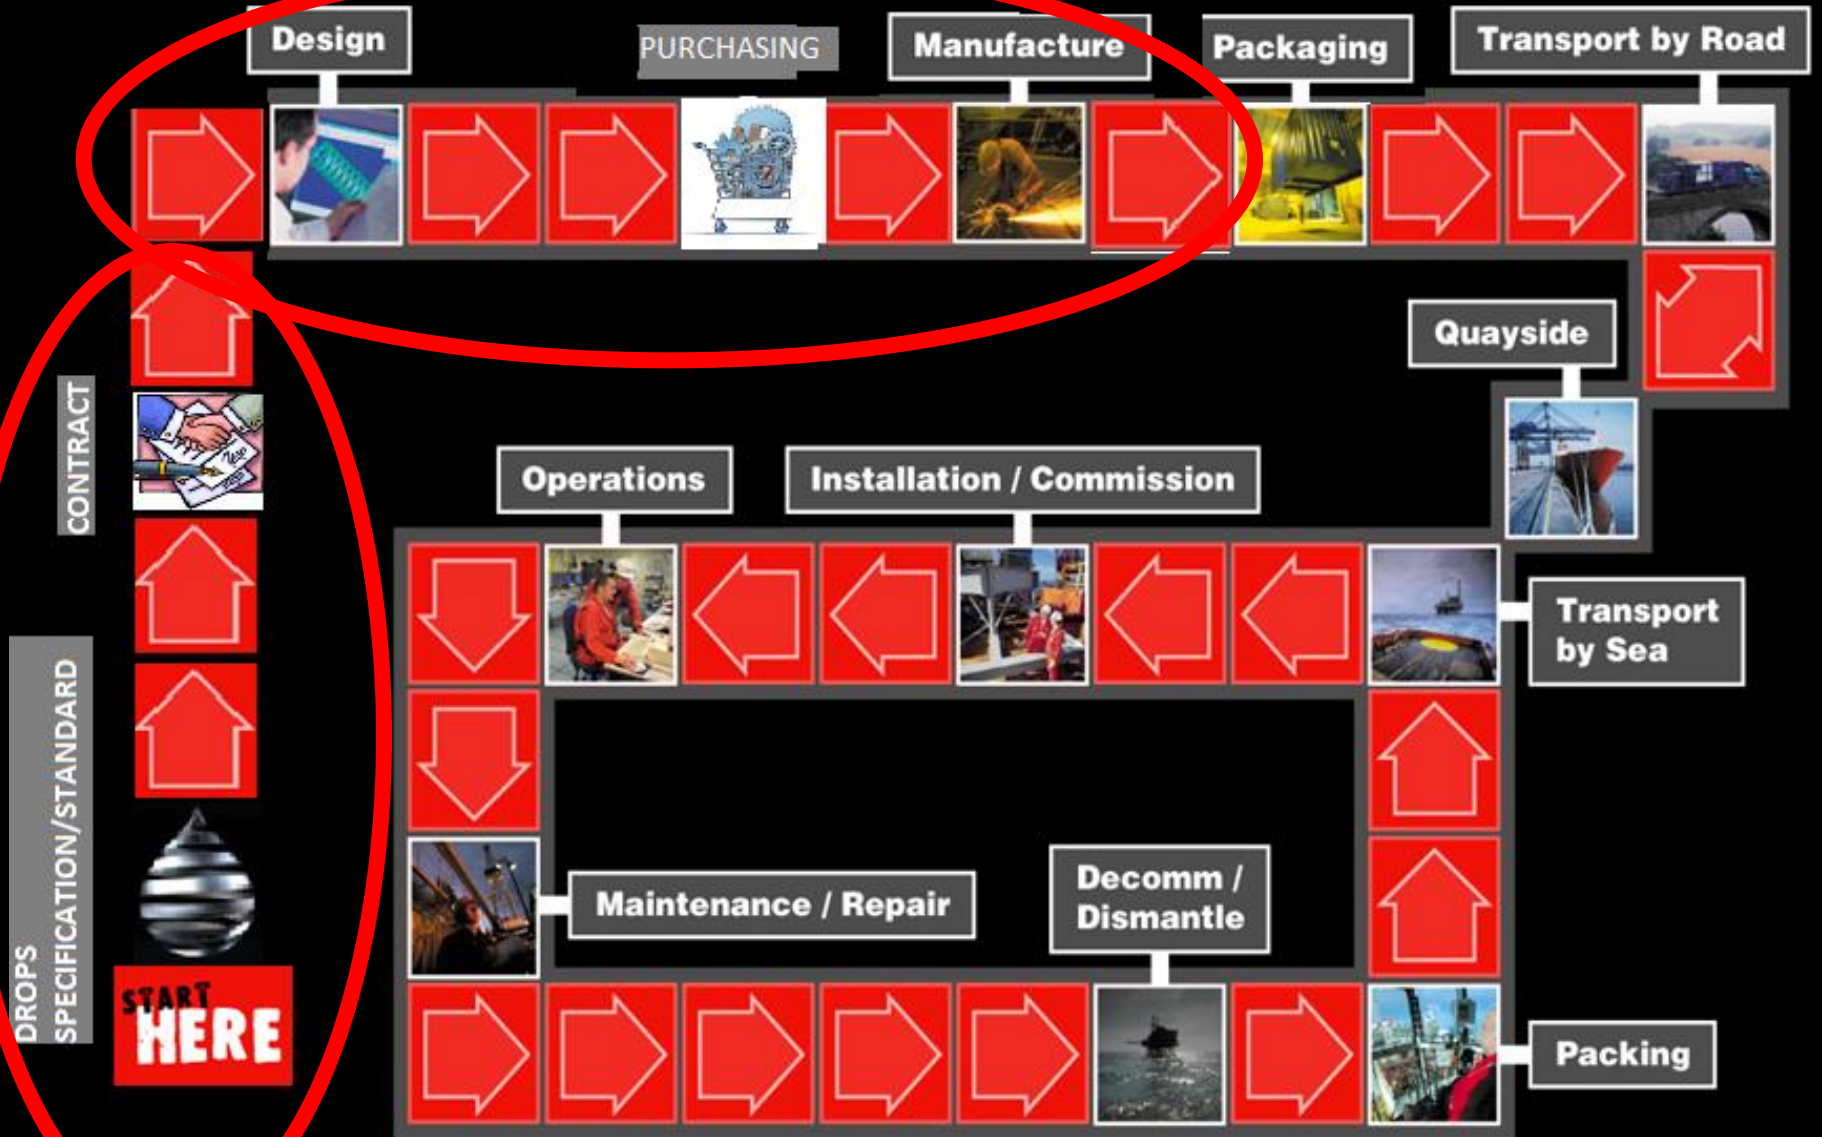 Design
PURCHASING
Manufacture
Packaging
Transport by Road
Quayside
CONTRACT
Operations
Installation / Commission
Transport
by Sea
DROPS
SPECIFICATION/STANDARD
Maintenance / Repair
Decomm /
Dismantle
START
HERE
Packing